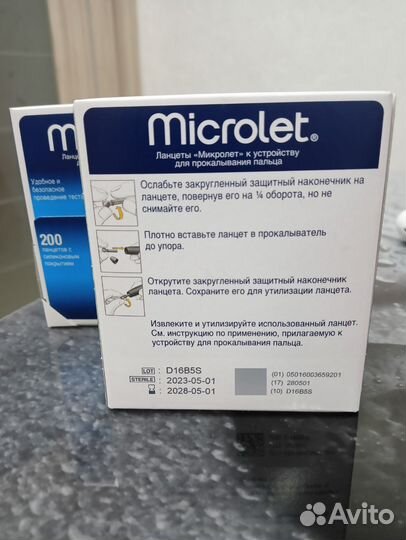 microlet®
Ланцеты «Микролет» к устройству
для прокалывания пальца
Ослабьте закругленный защитный наконечник на
ланцете, повернув его на ¼ оборота, но не
снимайте его.
Плотно вставьте ланцет в прокалыватель
до упора.
Открутите закругленный защитный наконечник
ланцета. Сохраните его для утилизации ланцета.
Извлеките и утилизируйте использованный ланцет.
См. инструкцию по применению, прилагаемую к
устройству для прокалывания пальца.
LOT : D16B5S
STERILE : 2023-05-01
: 2028-05-01
(01) 05016003659201
(17) 280501
(10) D16B5S
Удобное и
безопасное
проведение
200
ланцетов с
силиконовым
покрытием
Avito